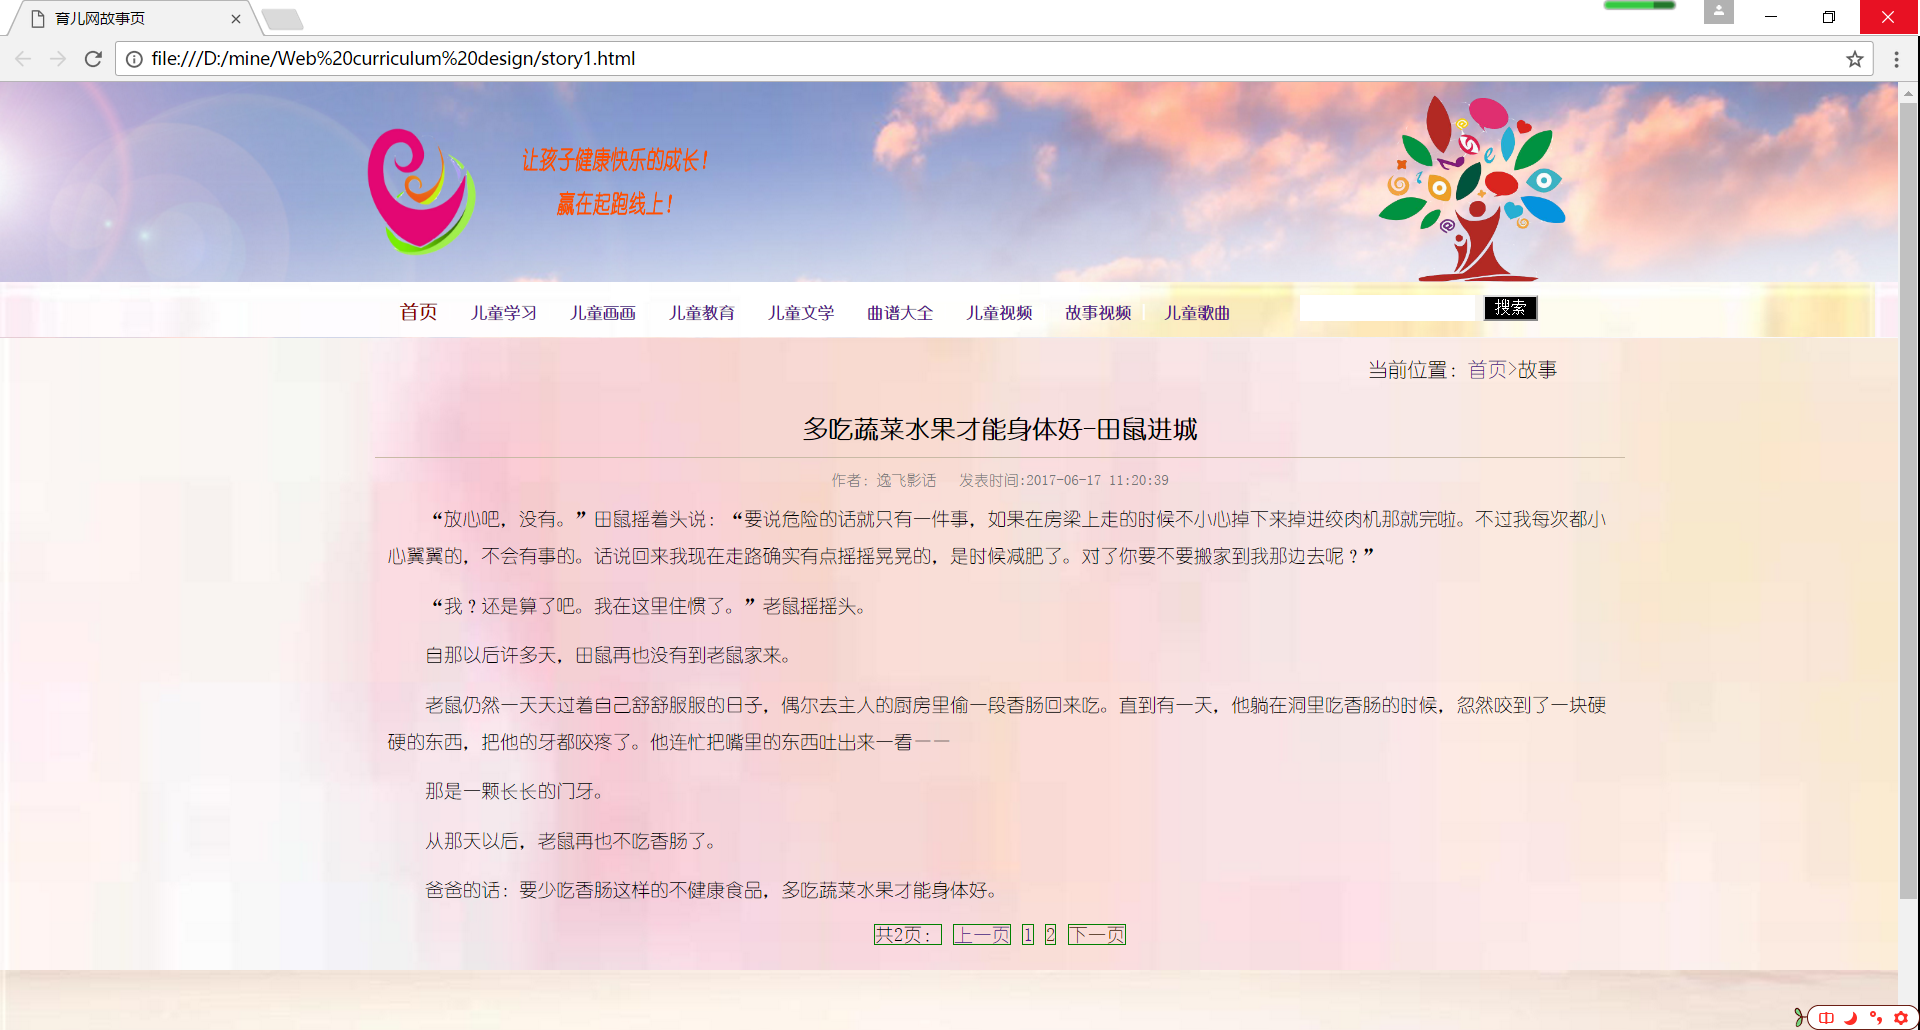 育儿网故事页
file:///D:/mine/Web%20curriculum%20design/story1.html
让孩子健康快乐的成长！
赢在起跑线上！
首页 儿童学习 儿童画画 儿童教育 儿童文学 曲谱大全 儿童视频 故事视频 儿童歌曲 搜索
当前位置：首页>故事
多吃蔬菜水果才能身体好-田鼠进城
作者：逸飞影话 发表时间:2017-06-17 11:20:39
“放心吧，没有。”田鼠摇着头说：“要说危险的话就只有一件事，如果在房梁上走的时候不小心掉下来掉进绞肉机那就完啦。不过我每次都小
心翼翼的，不会有事的。话说回来我现在走路确实有点摇摇晃晃的，是时候减肥了。对了你要不要搬家到我那边去呢？”
“我？还是算了吧。我在这里住惯了。”老鼠摇摇头。
自那以后许多天，田鼠再也没有到老鼠家来。
老鼠仍然一天天过着自己舒舒服服的日子，偶尔去主人的厨房里偷一段香肠回来吃。直到有一天，他躺在洞里吃香肠的时候，忽然咬到了一块硬
硬的东西，把他的牙都咬疼了。他连忙把嘴里的东西吐出来一看——
那是一颗长长的门牙。
从那天以后，老鼠再也不吃香肠了。
爸爸的话：要少吃香肠这样的不健康食品，多吃蔬菜水果才能身体好。
共2页： 上一页 1 2 下一页